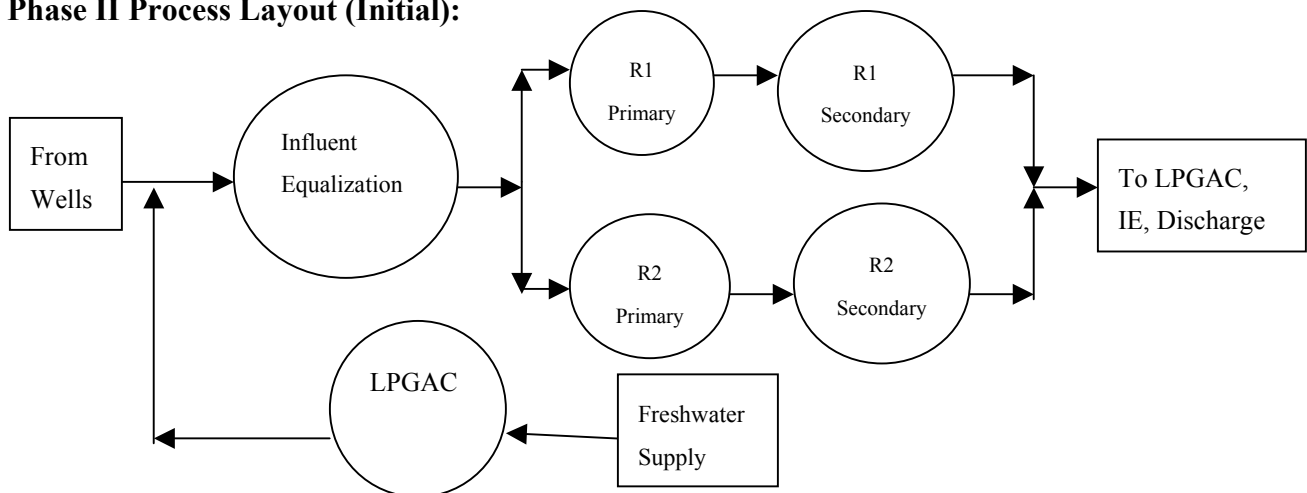 Phase II Process Layout (Initial):
From
Wells
Influent
Equalization
R1
Primary
R1
Secondary
R2
Primary
R2
Secondary
To LPGAC,
IE, Discharge
LPGAC
Freshwater
Supply